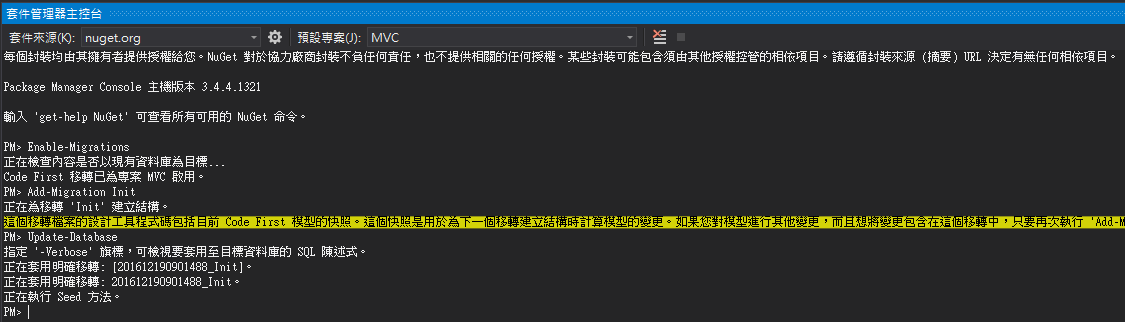 套件管理器主控台
套件來源(K): nuget.org 預設專案(J): MVC
每個封裝均由其擁有者提供授權給您。NuGet 對於協力廠商封裝不負任何責任，也不提供相關的任何授權。某些封裝可能包含須由其他授權控管的相依項目。請遵循封裝來源 (摘要) URL 決定有無任何相依項目。
Package Manager Console 主機版本 3.4.4.1321
輸入 'get-help NuGet' 可查看所有可用的 NuGet 命令。
PM> Enable-Migrations
正在檢查內容是否以現有資料庫為目標...
Code First 移轉已為專案 MVC 啟用。
PM> Add-Migration Init
正在為移轉 'Init' 建立結構。
這個移轉檔案的設計工具程式碼包括目前 Code First 模型的快照。這個快照是用於為下一個移轉建立結構時計算模型的變更。如果您對模型進行其他變更，而且想將變更包含在這個移轉中，只要再次執行 'Add-M
PM> Update-Database
指定 '-Verbose' 旗標，可檢視要套用至目標資料庫的 SQL 陳述式。
正在套用明確移轉: [201612190901488_Init]。
正在套用明確移轉: 201612190901488_Init。
正在執行 Seed 方法。
PM>